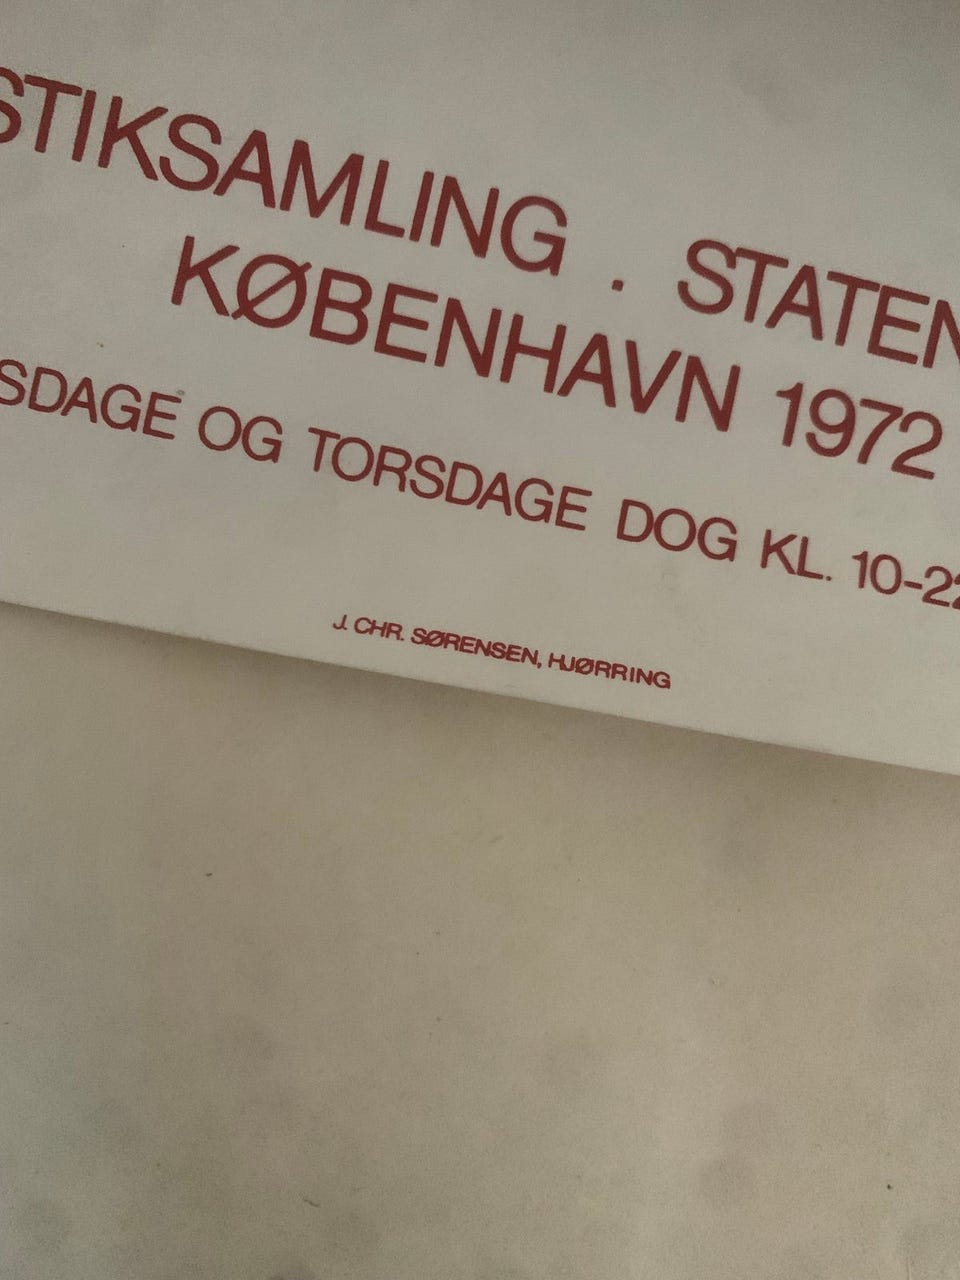 STIKSAMLING . STATEN
KØBENHAVN 1972
SDAGE OG TORSDAGE DOG KL. 10-22
J. CHR. SØRENSEN, HJØRRING